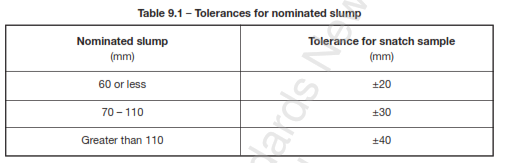 Table 9.1 – Tolerances for nominated slump
Nominated slump Tolerance for snatch sample
(mm) (mm)
60 or less ±20
70 – 110 ±30
Greater than 110 ±40